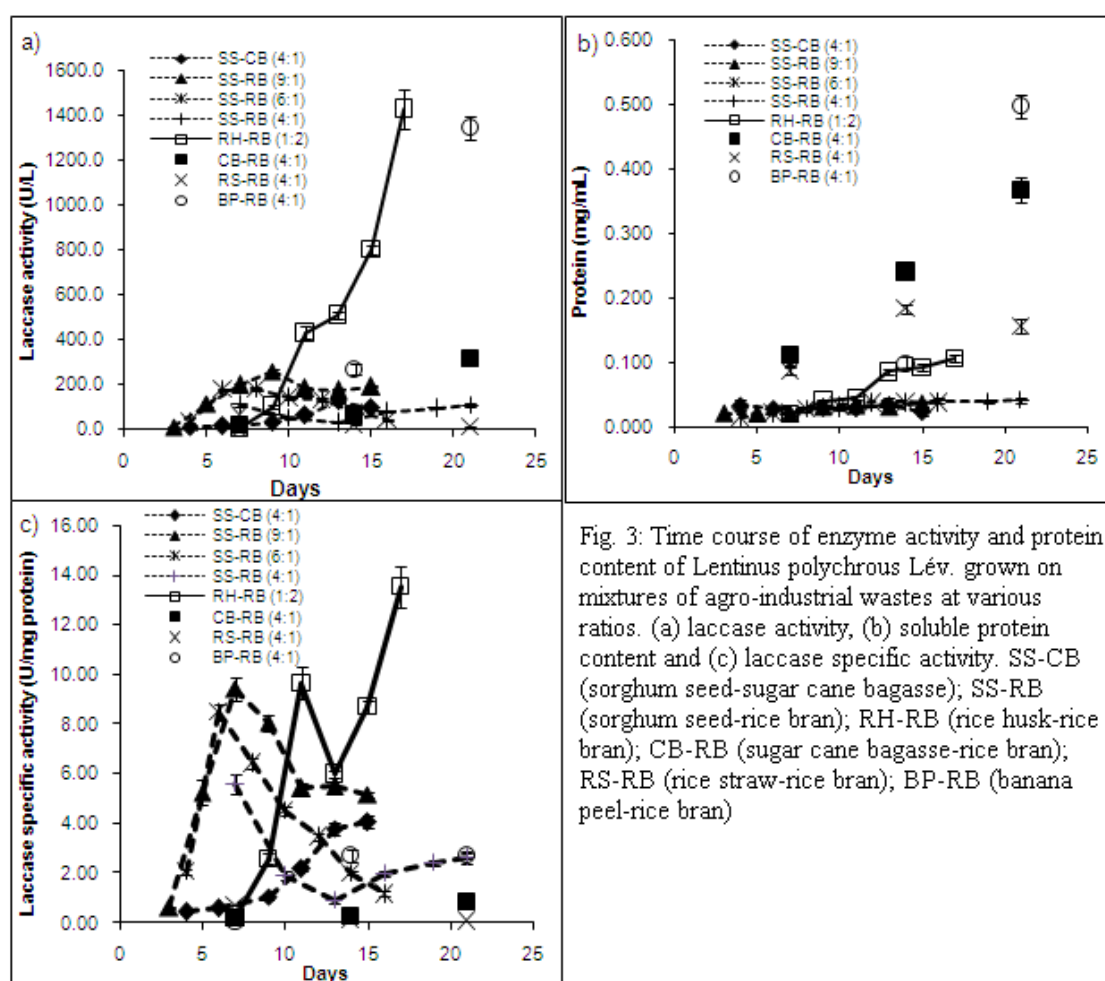 a)
1600.0
1400.0
1200.0
1000.0
800.0
600.0
400.0
200.0
0.0
Laccase activity (U/L)
SS-CB (4:1)
SS-RB (9:1)
SS-RB (6:1)
SS-RB (4:1)
RH-RB (1:2)
CB-RB (4:1)
RS-RB (4:1)
BP-RB (4:1)
0 5 10 15 20 25
Days
b)
0.600
0.500
0.400
0.300
0.200
0.100
0.000
Protein (mg/mL)
SS-CB (4:1)
SS-RB (9:1)
SS-RB (6:1)
SS-RB (4:1)
RH-RB (1:2)
CB-RB (4:1)
RS-RB (4:1)
BP-RB (4:1)
0 5 10 15 20 25
Days
c)
16.00
14.00
12.00
10.00
8.00
6.00
4.00
2.00
0.00
Laccase specific activity (U/mg protein)
SS-CB (4:1)
SS-RB (9:1)
SS-RB (6:1)
SS-RB (4:1)
RH-RB (1:2)
CB-RB (4:1)
RS-RB (4:1)
BP-RB (4:1)
0 5 10 15 20 25
Days
Fig. 3: Time course of enzyme activity and protein
content of Lentinus polychrous Lév. grown on
mixtures of agro-industrial wastes at various
ratios. (a) laccase activity, (b) soluble protein
content and (c) laccase specific activity. SS-CB
(sorghum seed-sugar cane bagasse); SS-RB
(sorghum seed-rice bran); RH-RB (rice husk-rice
bran); CB-RB (sugar cane bagasse-rice bran);
RS-RB (rice straw-rice bran); BP-RB (banana
peel-rice bran)